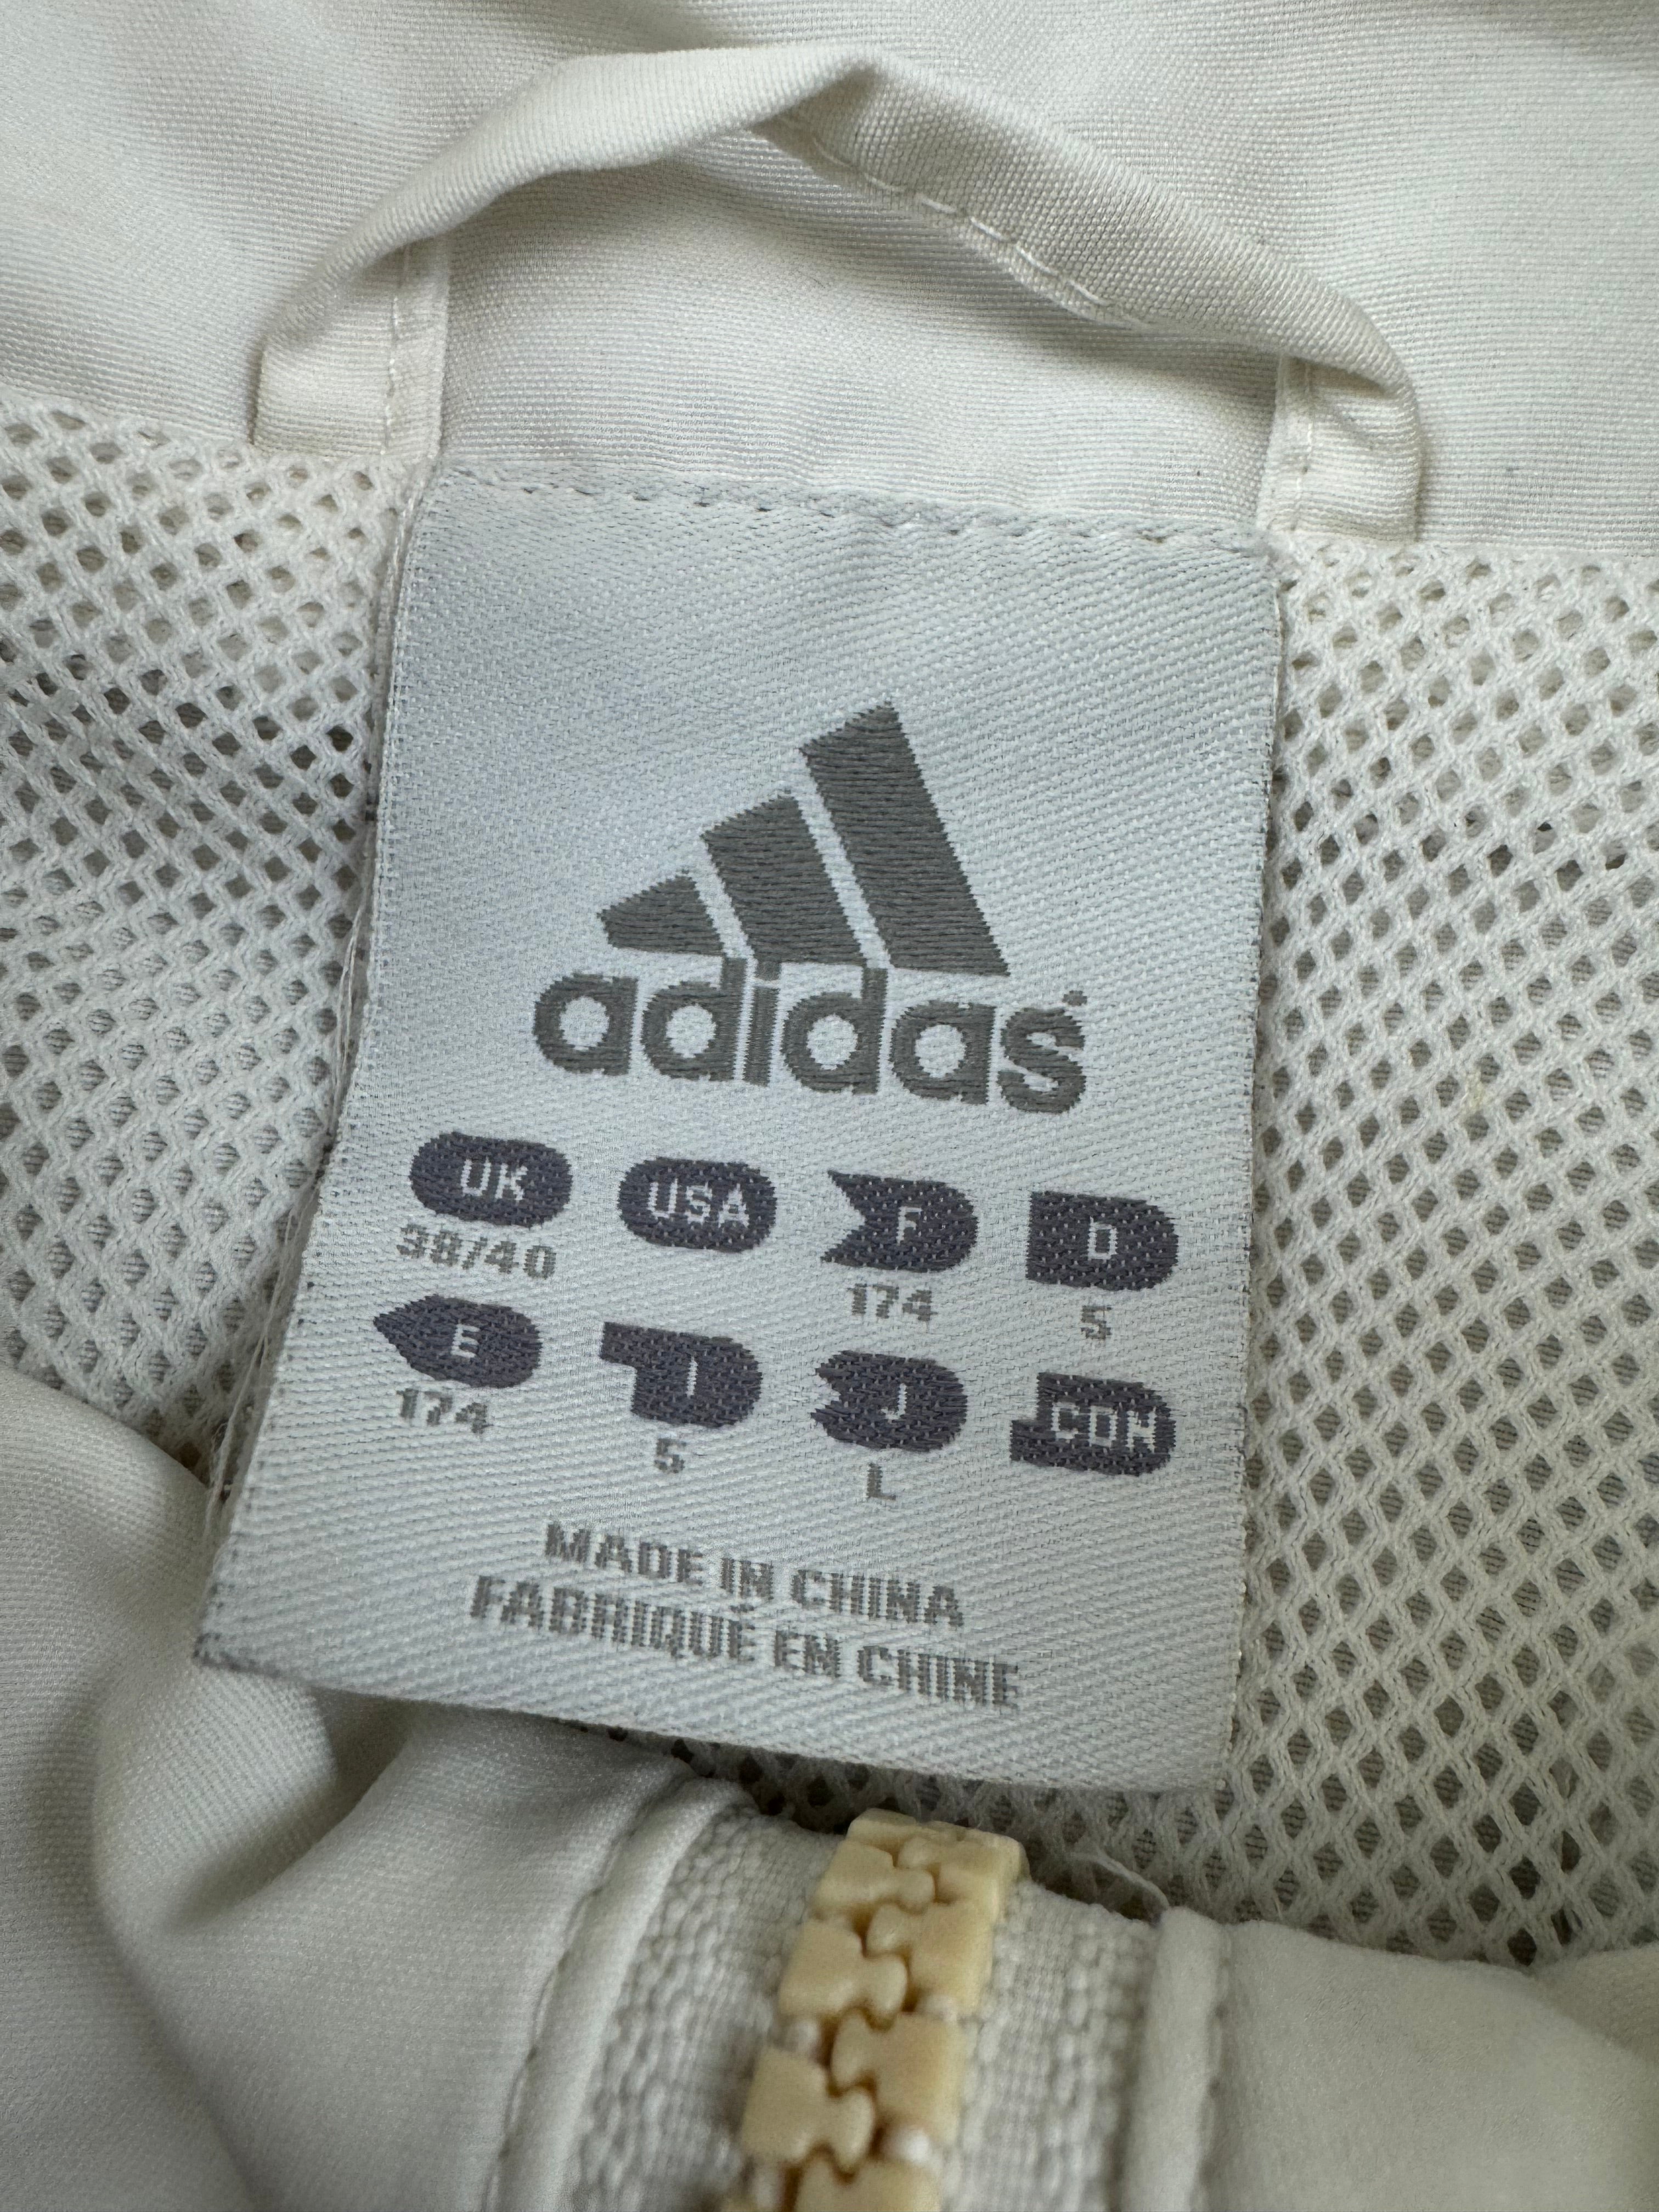 adidas
UK USA F D
38/40 174 5
E I J CDN
174 5 L
MADE IN CHINA
FABRIQUÉ EN CHINE